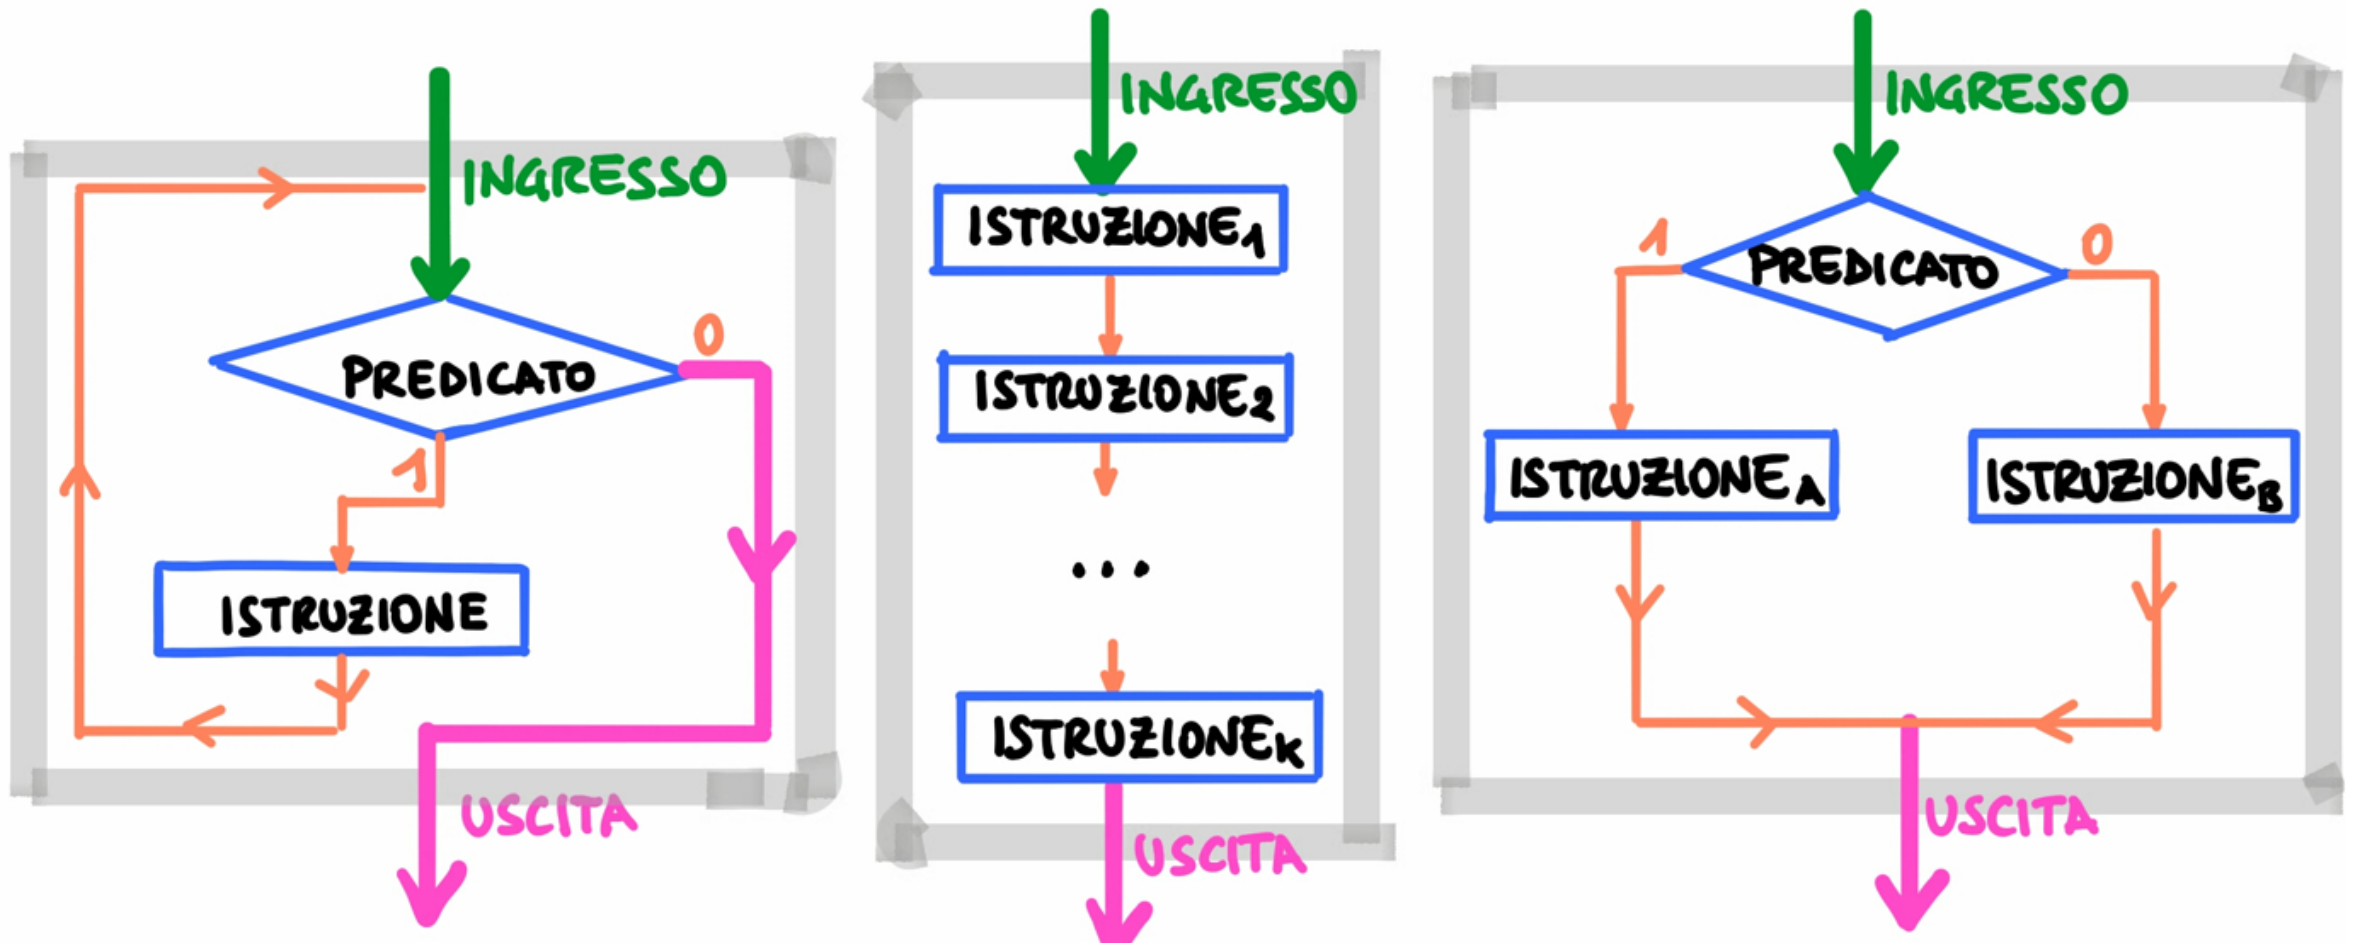 INGRESSO
PREDICATO
0
1
ISTRUZIONE
USCITA
INGRESSO
ISTRUZIONE1
ISTRUZIONE2
...
ISTRUZIONEK
USCITA
INGRESSO
PREDICATO
1
0
ISTRUZIONEA
ISTRUZIONEB
USCITA